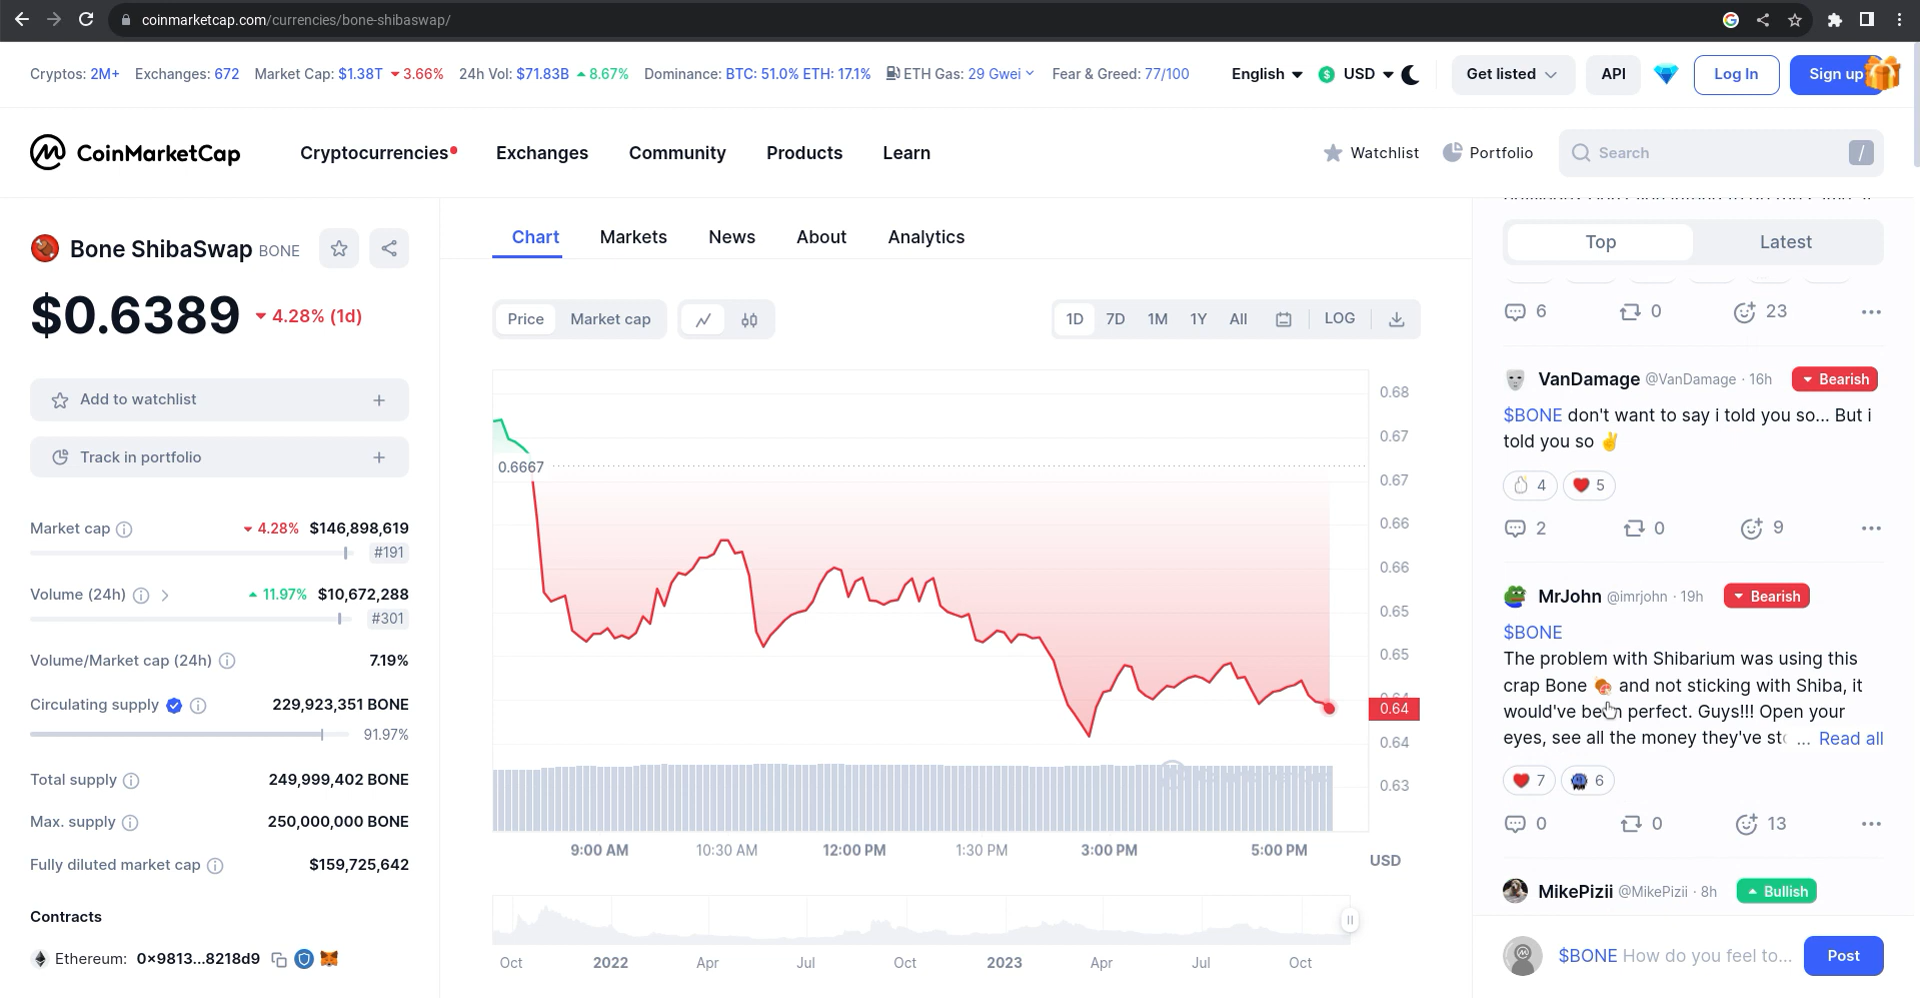 coinmarketcap.com/currencies/bone-shibaswap/
Cryptos: 2M+ Exchanges: 672 Market Cap: $1.38T 3.66% 24h Vol: $71.83B 8.67% Dominance: BTC: 51.0% ETH: 17.1% ETH Gas: 29 Gwei Fear & Greed: 77/100
English USD Get listed API Log In Sign up
CoinMarketCap Cryptocurrencies Exchanges Community Products Learn Watchlist Portfolio Search /
Bone ShibaSwap BONE
$0.6389 4.28% (1d)
Add to watchlist +
Track in portfolio +
Market cap 4.28% $146,898,619
#191
Volume (24h) 11.97% $10,672,288
#301
Volume/Market cap (24h) 7.19%
Circulating supply 229,923,351 BONE
91.97%
Total supply 249,999,402 BONE
Max. supply 250,000,000 BONE
Fully diluted market cap $159,725,642
Contracts
Ethereum: 0x9813...8218d9
Chart Markets News About Analytics
Price Market cap
1D 7D 1M 1Y All LOG
0.68
0.67
0.6667
0.67
0.66
0.66
0.65
0.65
0.64
0.64
0.63
9:00 AM 10:30 AM 12:00 PM 1:30 PM 3:00 PM 5:00 PM
USD
Oct 2022 Apr Jul Oct 2023 Apr Jul Oct
Top Latest
6 0 23
VanDamage @VanDamage · 16h Bearish
$BONE don't want to say i told you so... But i
told you so ✌️
4 5
2 0 9
MrJohn @imrjohn · 19h Bearish
$BONE
The problem with Shibarium was using this
crap Bone 🍖 and not sticking with Shiba, it
would've been perfect. Guys!!! Open your
eyes, see all the money they've ... Read all
7 6
0 0 13
MikePizii @MikePizii · 8h Bullish
$BONE How do you feel to... Post